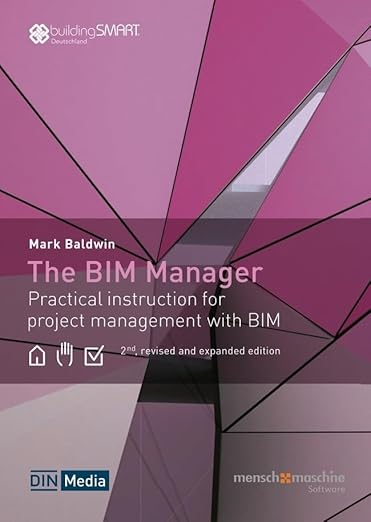 buildingSMART
Deutschland
Mark Baldwin
The BIM Manager
Practical instruction for
project management with BIM
2nd, revised and expanded edition
DIN Media
mensch maschine
Software